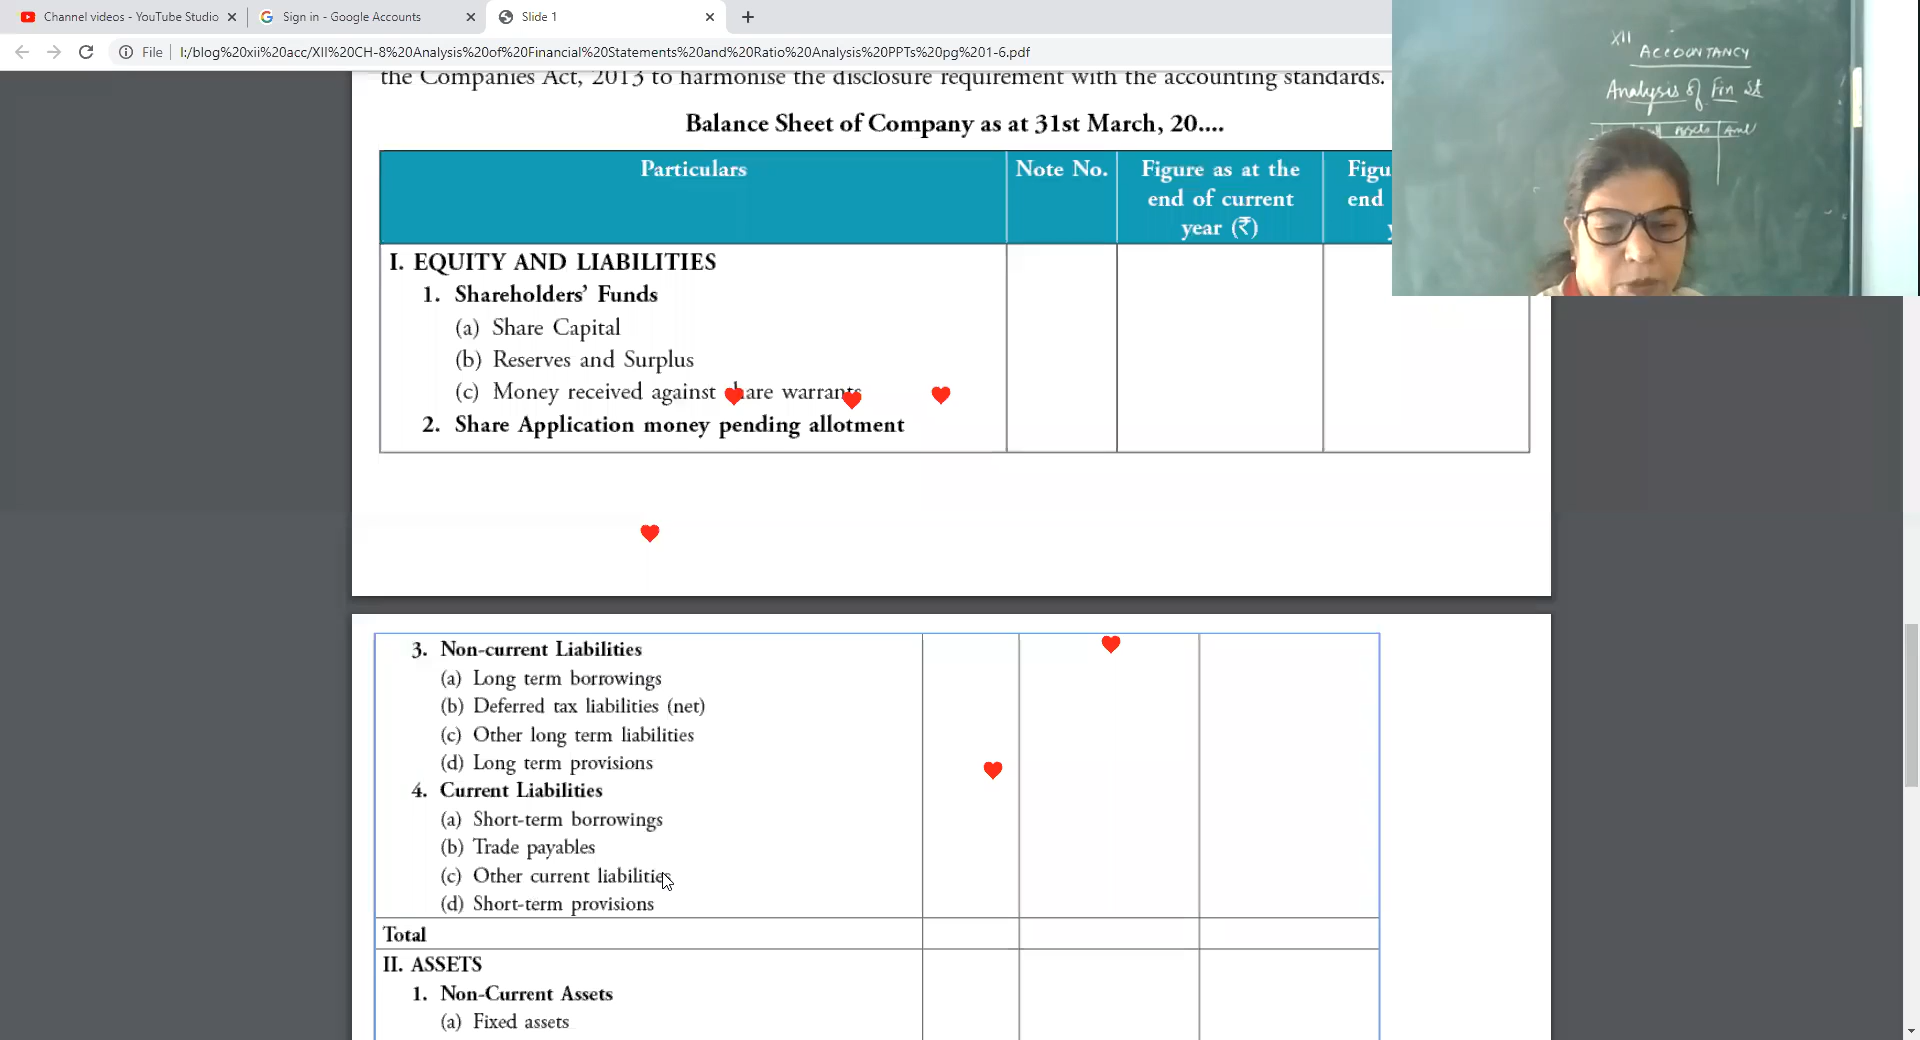 Channel videos - YouTube Studio
Sign in - Google Accounts
Slide 1
File | I:/blog%20xii%20acc/XII%20CH-8%20Analysis%20of%20Financial%20Statements%20and%20Ratio%20Analysis%20PPTs%20pg%201-6.pdf
XII
ACCOUNTANCY
Analysis of Fin St
Assets Amt
the Companies Act, 2013 to harmonise the disclosure requirement with the accounting standards.
Balance Sheet of Company as at 31st March, 20....
Particulars
Note No.
Figure as at the
end of current
year (₹)
Figu
end
I. EQUITY AND LIABILITIES
1. Shareholders’ Funds
(a) Share Capital
(b) Reserves and Surplus
(c) Money received against share warrants
2. Share Application money pending allotment
3. Non-current Liabilities
(a) Long term borrowings
(b) Deferred tax liabilities (net)
(c) Other long term liabilities
(d) Long term provisions
4. Current Liabilities
(a) Short-term borrowings
(b) Trade payables
(c) Other current liabilities
(d) Short-term provisions
Total
II. ASSETS
1. Non-Current Assets
(a) Fixed assets